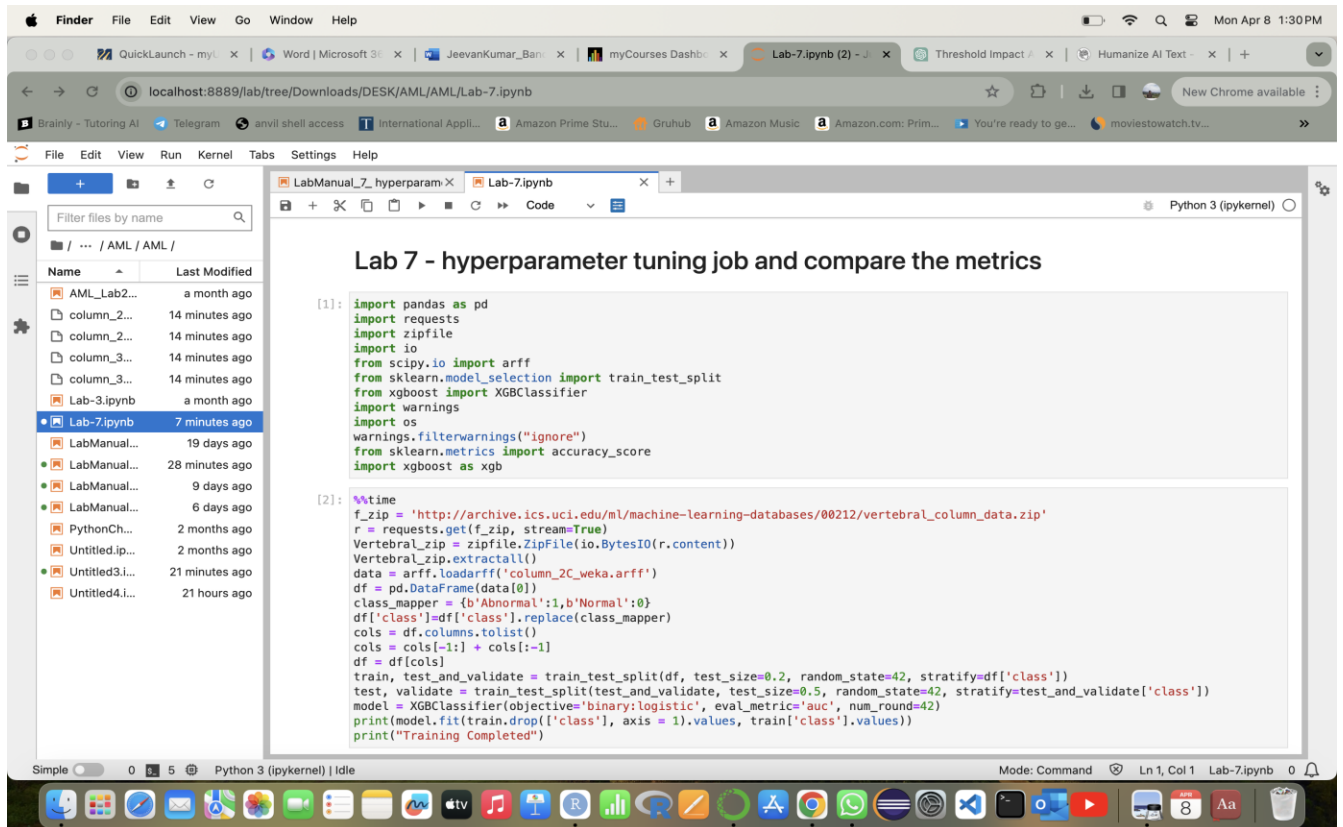 Finder File Edit View Go Window Help Mon Apr 8 1:30 PM
QuickLaunch - myU Word | Microsoft 36 JeevanKumar_Band myCourses Dashbo Lab-7.ipynb (2) - J Threshold Impact A Humanize AI Text -
localhost:8889/lab/tree/Downloads/DESK/AML/AML/Lab-7.ipynb New Chrome available
Brainly - Tutoring AI Telegram anvil shell access International Appli... Amazon Prime Stu... Gruhub Amazon Music Amazon.com: Prim... You're ready to ge... moviestowatch.tv... »
File Edit View Run Kernel Tabs Settings Help
LabManual_7_ hyperparam Lab-7.ipynb
Code Python 3 (ipykernel)
Filter files by name
/ ··· / AML / AML /
Name Last Modified
AML_Lab2... a month ago
column_2... 14 minutes ago
column_2... 14 minutes ago
column_3... 14 minutes ago
column_3... 14 minutes ago
Lab-3.ipynb a month ago
Lab-7.ipynb 7 minutes ago
LabManual... 19 days ago
LabManual... 28 minutes ago
LabManual... 9 days ago
LabManual... 6 days ago
PythonCh... 2 months ago
Untitled.ip... 2 months ago
Untitled3.i... 21 minutes ago
Untitled4.i... 21 hours ago
Lab 7 - hyperparameter tuning job and compare the metrics
[1]: import pandas as pd
import requests
import zipfile
import io
from scipy.io import arff
from sklearn.model_selection import train_test_split
from xgboost import XGBClassifier
import warnings
import os
warnings.filterwarnings("ignore")
from sklearn.metrics import accuracy_score
import xgboost as xgb
[2]: %%time
f_zip = 'http://archive.ics.uci.edu/ml/machine-learning-databases/00212/vertebral_column_data.zip'
r = requests.get(f_zip, stream=True)
Vertebral_zip = zipfile.ZipFile(io.BytesIO(r.content))
Vertebral_zip.extractall()
data = arff.loadarff('column_2C_weka.arff')
df = pd.DataFrame(data[0])
class_mapper = {b'Abnormal':1,b'Normal':0}
df['class']=df['class'].replace(class_mapper)
cols = df.columns.tolist()
cols = cols[-1:] + cols[:-1]
df = df[cols]
train, test_and_validate = train_test_split(df, test_size=0.2, random_state=42, stratify=df['class'])
test, validate = train_test_split(test_and_validate, test_size=0.5, random_state=42, stratify=test_and_validate['class'])
model = XGBClassifier(objective='binary:logistic', eval_metric='auc', num_round=42)
print(model.fit(train.drop(['class'], axis = 1).values, train['class'].values))
print("Training Completed")
Simple 0 5 Python 3 (ipykernel) | Idle Mode: Command Ln 1, Col 1 Lab-7.ipynb 0
tv APR 8 Aa